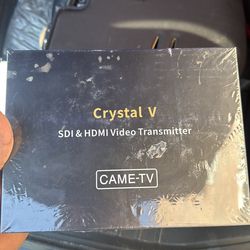 Crystal V
SDI & HDMI Video Transmitter
CAME-TV